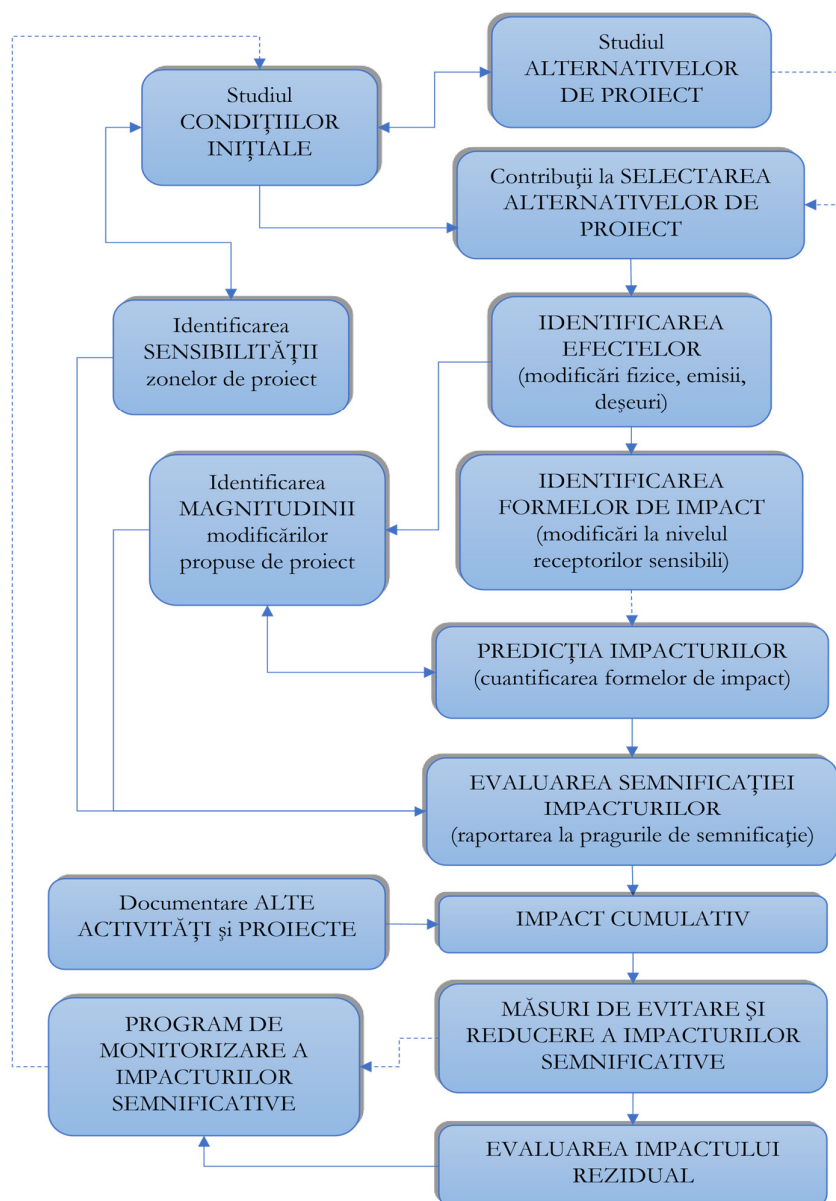 Studiul
ALTERNATIVELOR
DE PROIECT
Studiul
CONDIŢIILOR
INIŢIALE
Contribuţii la SELECTAREA
ALTERNATIVELOR DE
PROIECT
Identificarea
SENSIBILITĂŢII
zonelor de proiect
IDENTIFICAREA
EFECTELOR
(modificări fizice, emisii,
deşeuri)
Identificarea
MAGNITUDINII
modificărilor
propuse de proiect
IDENTIFICAREA
FORMELOR DE IMPACT
(modificări la nivelul
receptorilor sensibili)
PREDICŢIA IMPACTURILOR
(cuantificarea formelor de impact)
EVALUAREA SEMNIFICAŢIEI
IMPACTURILOR
(raportarea la pragurile de semnificaţie)
Documentare ALTE
ACTIVITĂŢI şi PROIECTE
IMPACT CUMULATIV
MĂSURI DE EVITARE ŞI
REDUCERE A IMPACTURILOR
SEMNIFICATIVE
PROGRAM DE
MONITORIZARE A
IMPACTURILOR
SEMNIFICATIVE
EVALUAREA IMPACTULUI
REZIDUAL